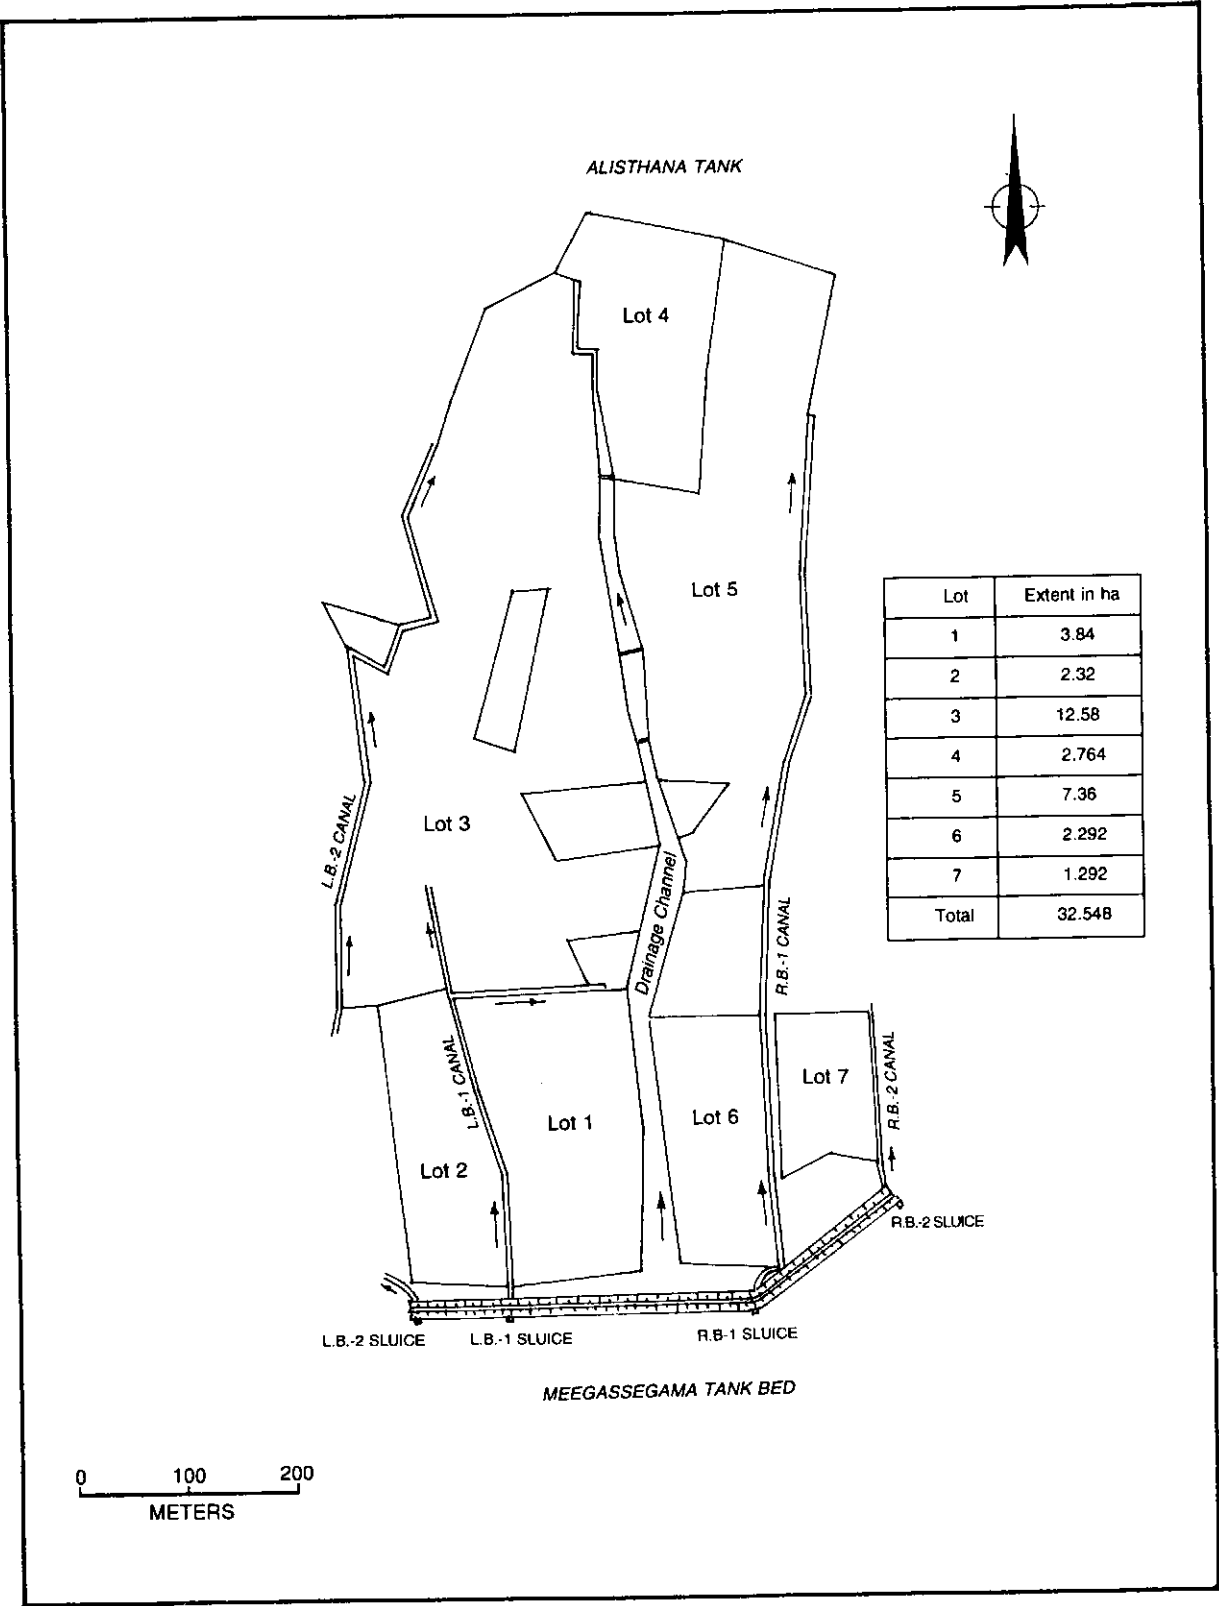 ALISTHANA TANK
Lot 4
Lot 5
Lot Extent in ha
1 3.84
2 2.32
3 12.58
4 2.764
5 7.36
6 2.292
7 1.292
Total 32.548
Lot 3
L.B.-2 CANAL
Drainage Channel
R.B.-1 CANAL
L.B.-1 CANAL
Lot 7
R.B.-2 CANAL
Lot 1
Lot 6
Lot 2
R.B.-2 SLUICE
L.B.-2 SLUICE
L.B.-1 SLUICE
R.B-1 SLUICE
MEEGASSEGAMA TANK BED
0 100 200
METERS